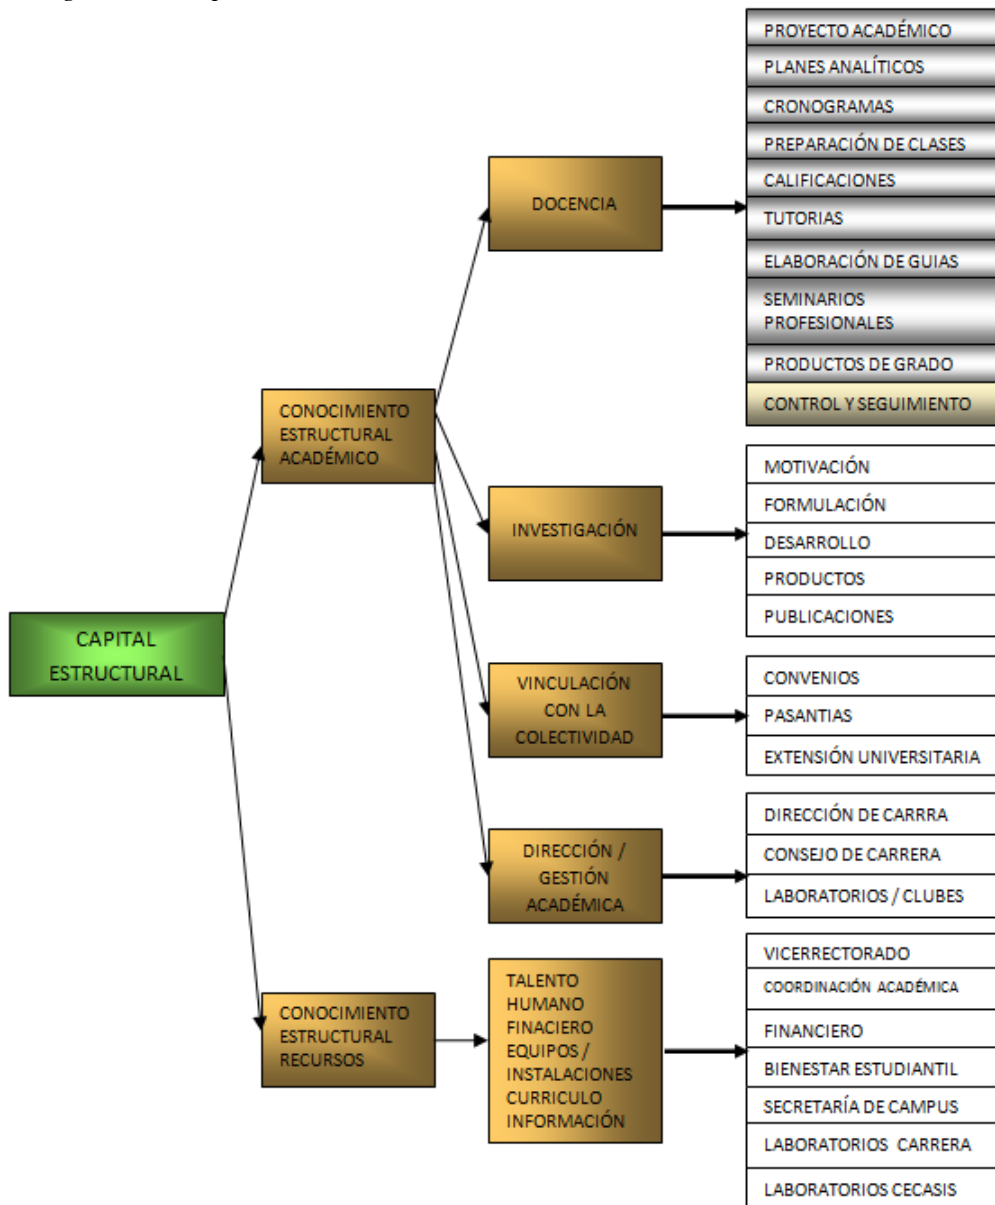 CAPITAL
ESTRUCTURAL
CONOCIMIENTO
ESTRUCTURAL
ACADÉMICO
CONOCIMIENTO
ESTRUCTURAL
RECURSOS
DOCENCIA
INVESTIGACIÓN
VINCULACIÓN
CON LA
COLECTIVIDAD
DIRECCIÓN /
GESTIÓN
ACADÉMICA
TALENTO
HUMANO
FINACIERO
EQUIPOS /
INSTALACIONES
CURRICULO
INFORMACIÓN
PROYECTO ACADÉMICO
PLANES ANALÍTICOS
CRONOGRAMAS
PREPARACIÓN DE CLASES
CALIFICACIONES
TUTORIAS
ELABORACIÓN DE GUIAS
SEMINARIOS
PROFESIONALES
PRODUCTOS DE GRADO
CONTROL Y SEGUIMIENTO
MOTIVACIÓN
FORMULACIÓN
DESARROLLO
PRODUCTOS
PUBLICACIONES
CONVENIOS
PASANTIAS
EXTENSIÓN UNIVERSITARIA
DIRECCIÓN DE CARRRA
CONSEJO DE CARRERA
LABORATORIOS / CLUBES
VICERRECTORADO
COORDINACIÓN ACADÉMICA
FINANCIERO
BIENESTAR ESTUDIANTIL
SECRETARÍA DE CAMPUS
LABORATORIOS CARRERA
LABORATORIOS CECASIS